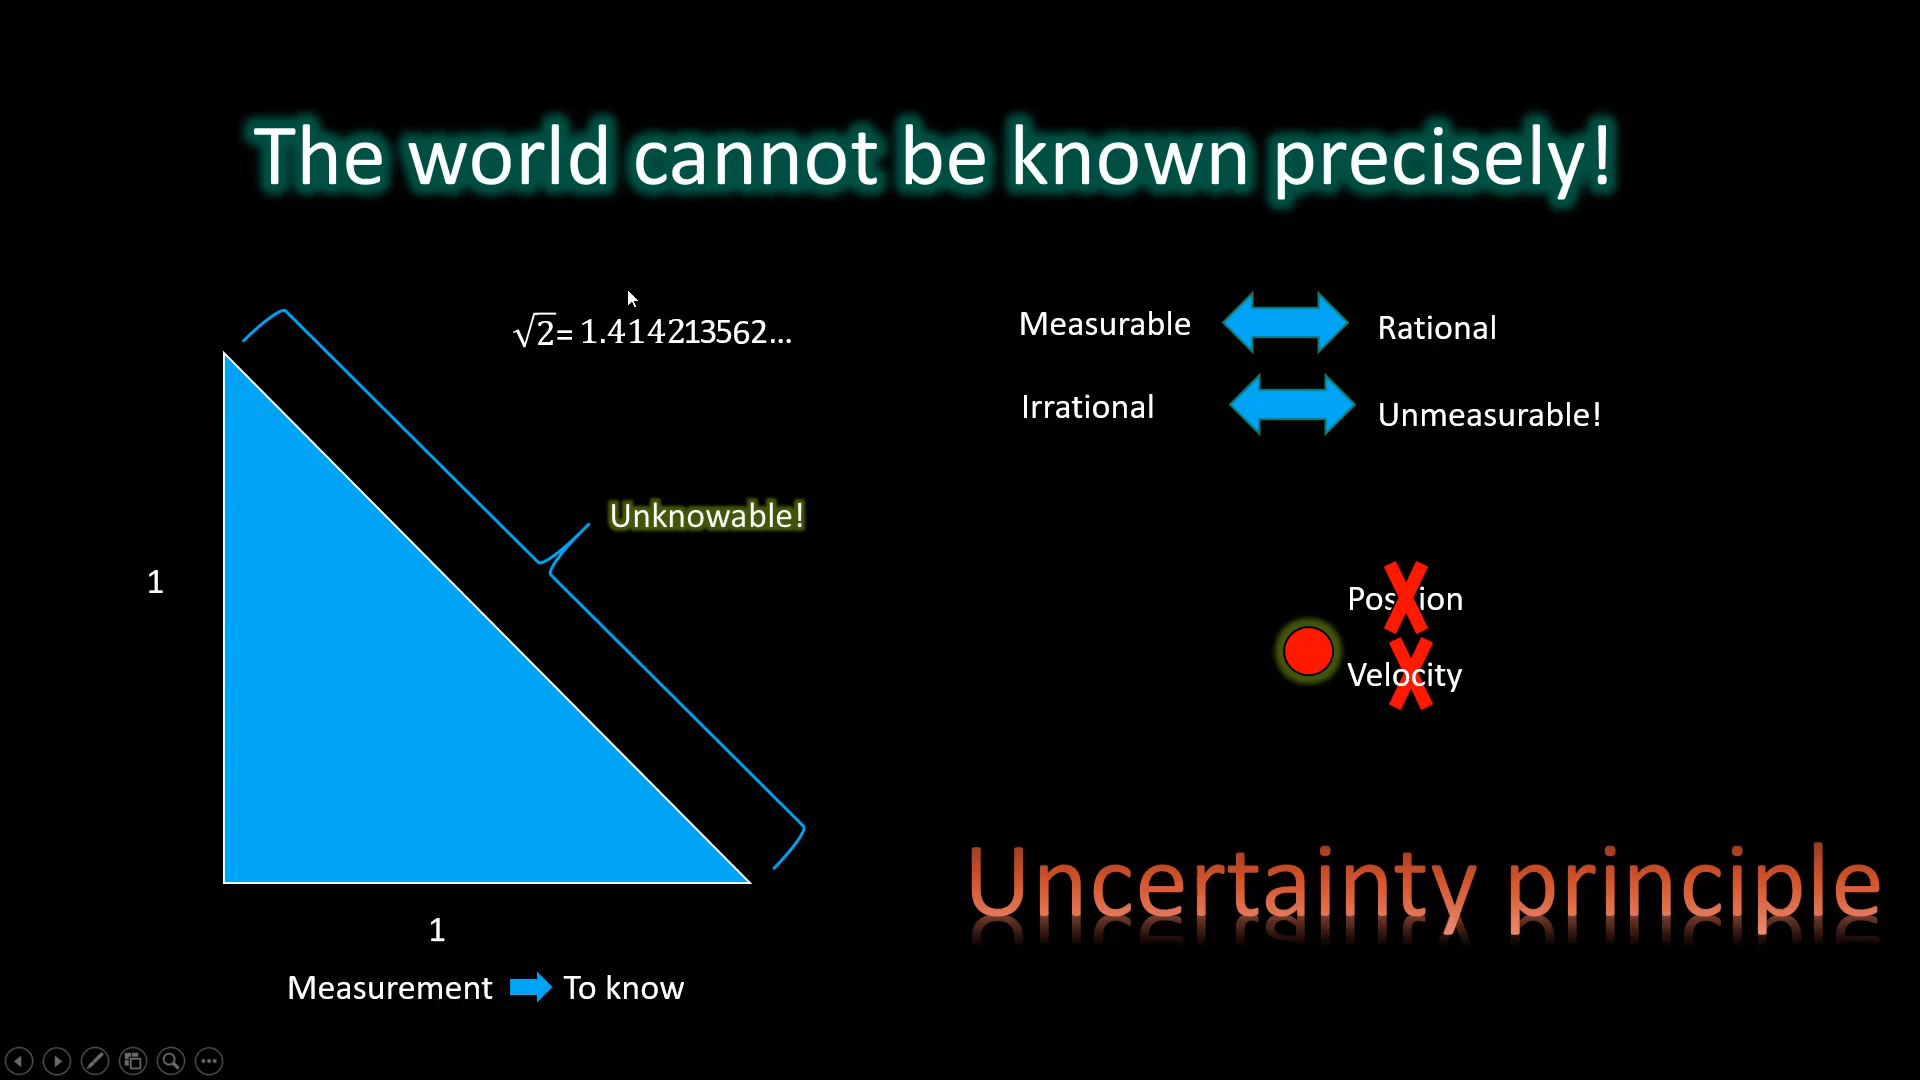 The world cannot be known precisely!
√2= 1.414213562...
Measurable
Rational
Irrational
Unmeasurable!
Unknowable!
1
Position
Velocity
Uncertainty principle
1
Measurement
To know